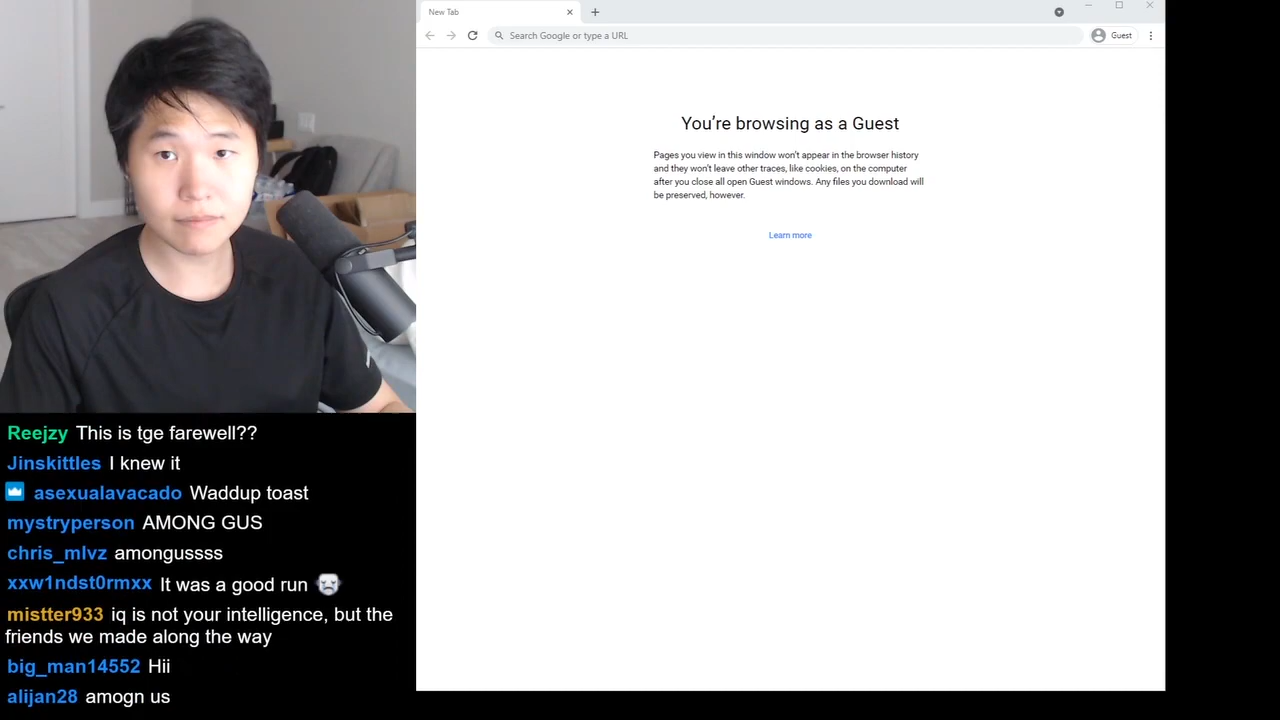 New Tab
Search Google or type a URL
Guest
You're browsing as a Guest
Pages you view in this window won't appear in the browser history
and they won't leave other traces, like cookies, on the computer
after you close all open Guest windows. Any files you download will
be preserved, however.
Learn more
Reejzy This is tge farewell??
Jinskittles I knew it
asexualavacado Waddup toast
mystryperson AMONG GUS
chris_mlvz amongussss
xxw1ndst0rmxx It was a good run
mistter933 iq is not your intelligence, but the
friends we made along the way
big_man14552 Hii
alijan28 amogn us